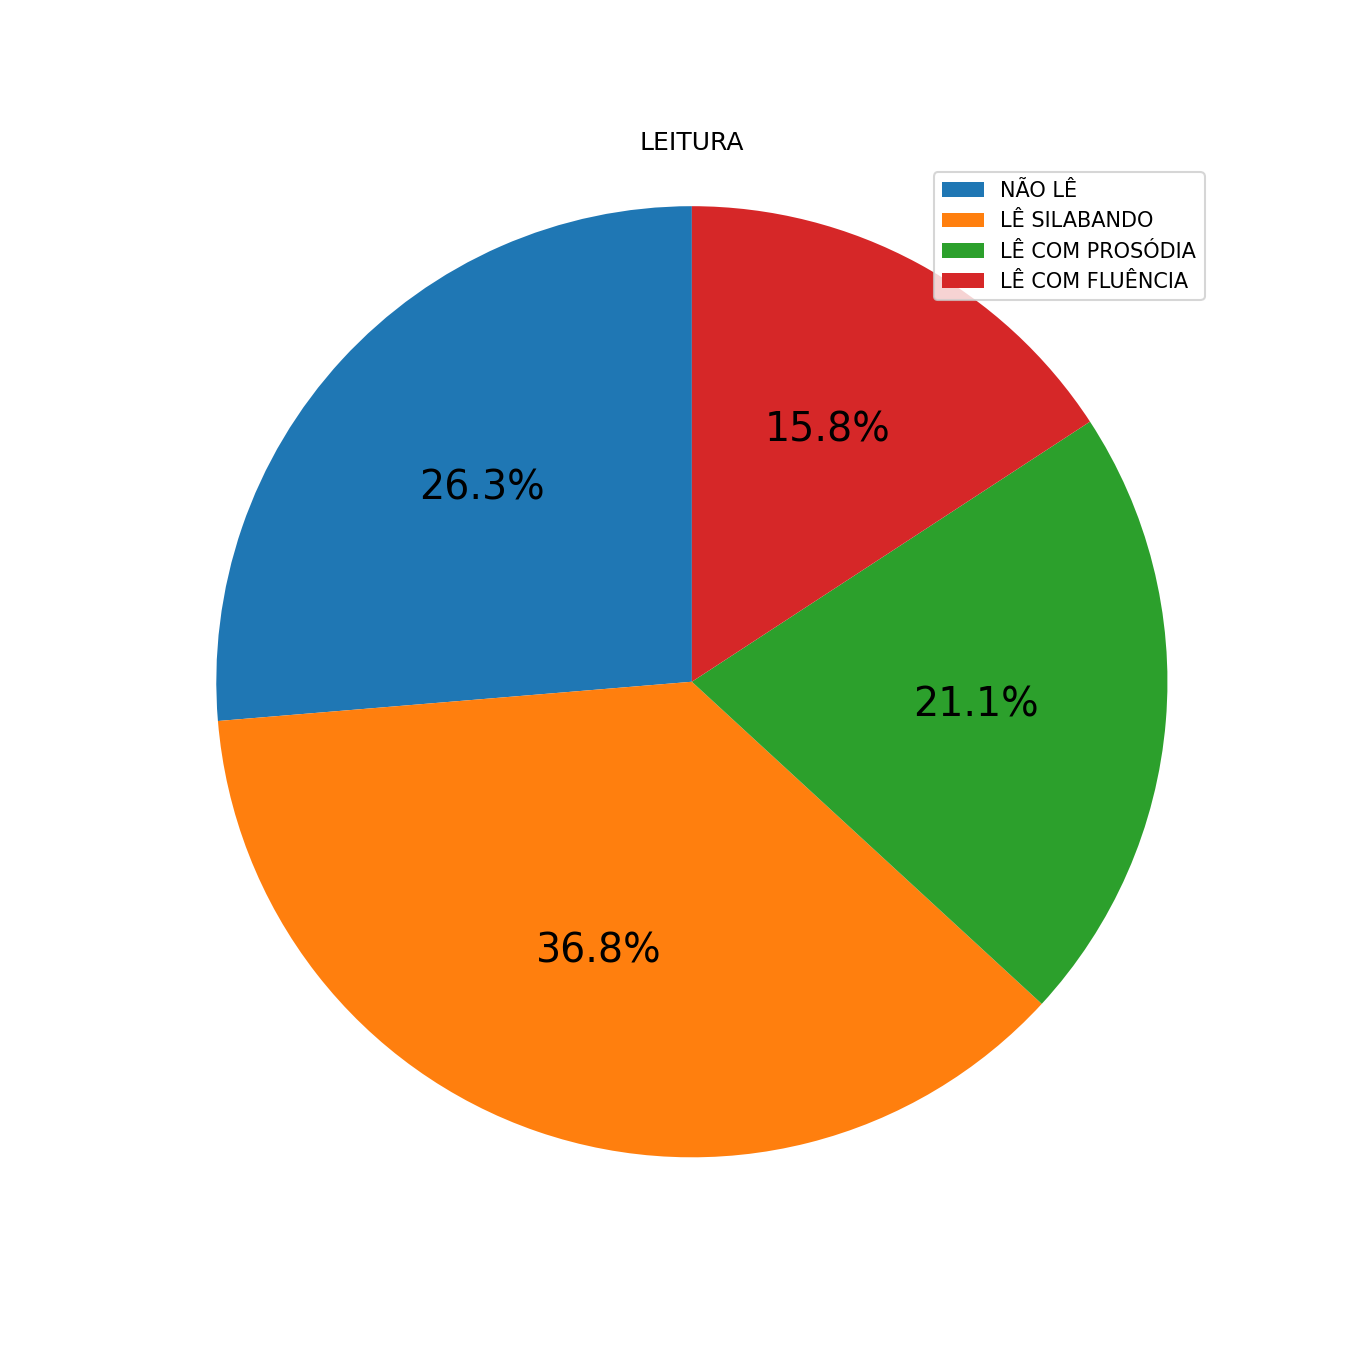 LEITURA
NÃO LÊ
LÊ SILABANDO
LÊ COM PROSÓDIA
LÊ COM FLUÊNCIA
15.8%
26.3%
21.1%
36.8%